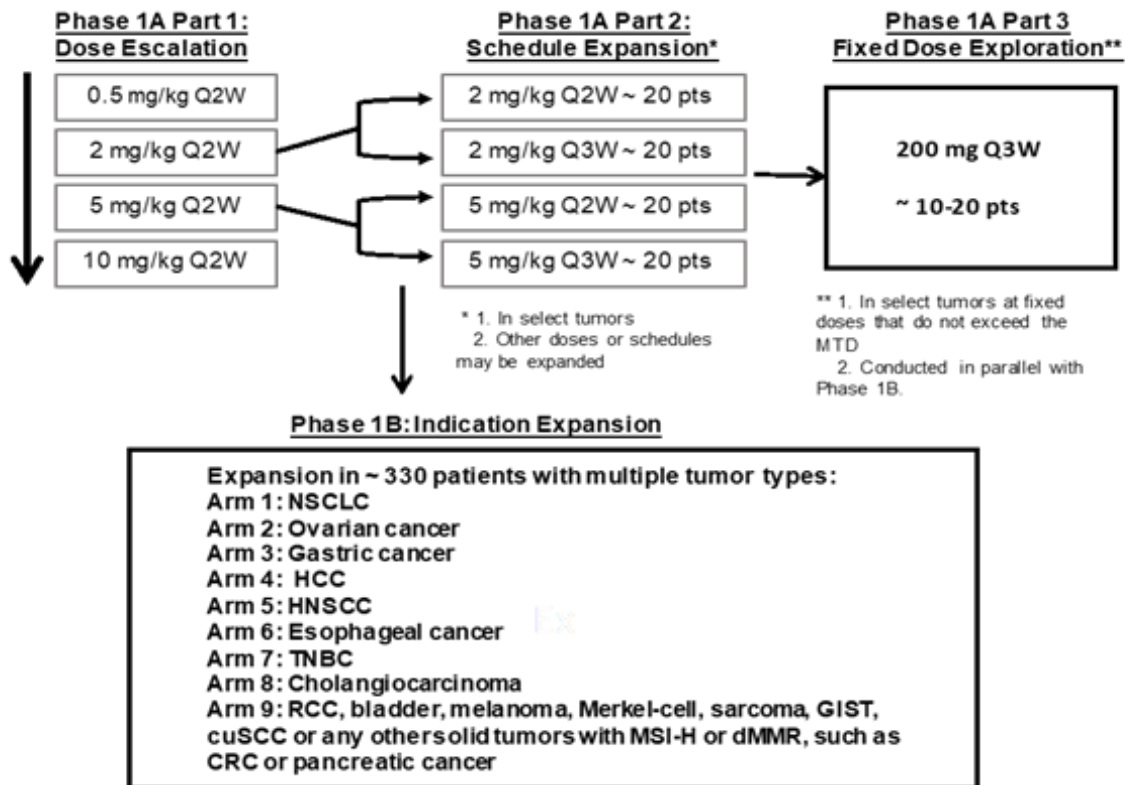 Phase 1A Part 1:
Dose Escalation
0.5 mg/kg Q2W
2 mg/kg Q2W
5 mg/kg Q2W
10 mg/kg Q2W
Phase 1A Part 2:
Schedule Expansion*
2 mg/kg Q2W ~ 20 pts
2 mg/kg Q3W ~ 20 pts
5 mg/kg Q2W ~ 20 pts
5 mg/kg Q3W ~ 20 pts
* 1. In select tumors
2. Other doses or schedules
may be expanded
Phase 1A Part 3
Fixed Dose Exploration**
200 mg Q3W
~ 10-20 pts
** 1. In select tumors at fixed
doses that do not exceed the
MTD
2. Conducted in parallel with
Phase 1B.
Phase 1B: Indication Expansion
Expansion in ~ 330 patients with multiple tumor types:
Arm 1: NSCLC
Arm 2: Ovarian cancer
Arm 3: Gastric cancer
Arm 4: HCC
Arm 5: HNSCC
Ex
Arm 6: Esophageal cancer
Arm 7: TNBC
Arm 8: Cholangiocarcinoma
Arm 9: RCC, bladder, melanoma, Merkel-cell, sarcoma, GIST,
cuSCC or any other solid tumors with MSI-H or dMMR, such as
CRC or pancreatic cancer